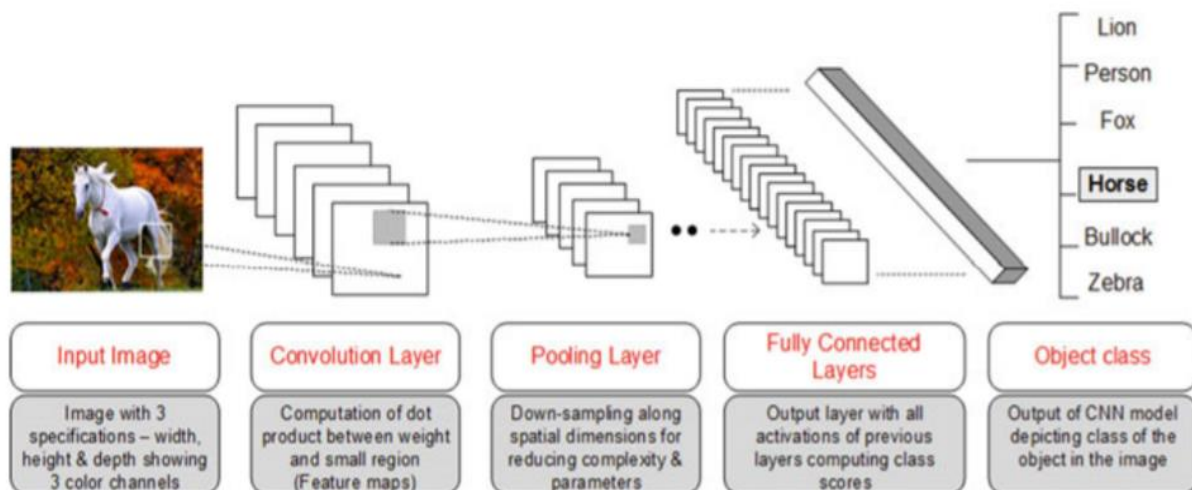 Lion
Person
Fox
Horse
Bullock
Zebra
Input Image
Image with 3
specifications – width,
height & depth showing
3 color channels
Convolution Layer
Computation of dot
product between weight
and small region
(Feature maps)
Pooling Layer
Down-sampling along
spatial dimensions for
reducing complexity &
parameters
Fully Connected
Layers
Output layer with all
activations of previous
layers computing class
scores
Object class
Output of CNN model
depicting class of the
object in the image